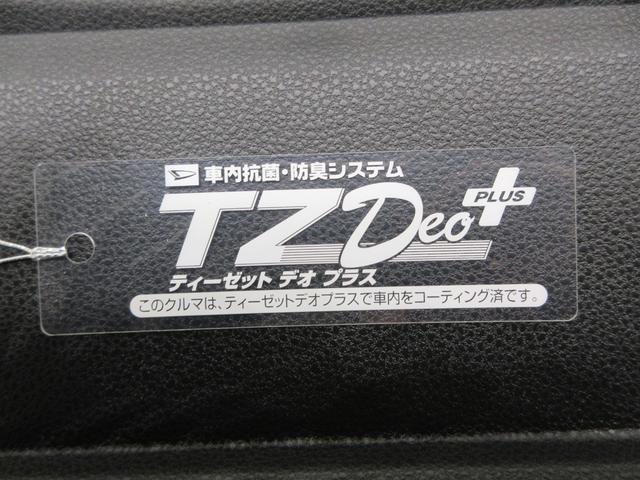 車内抗菌・防臭システム
TZDeo PLUS
ティーゼット デオ プラス
このクルマは、ティーゼットデオプラスで車内をコーティング済です。